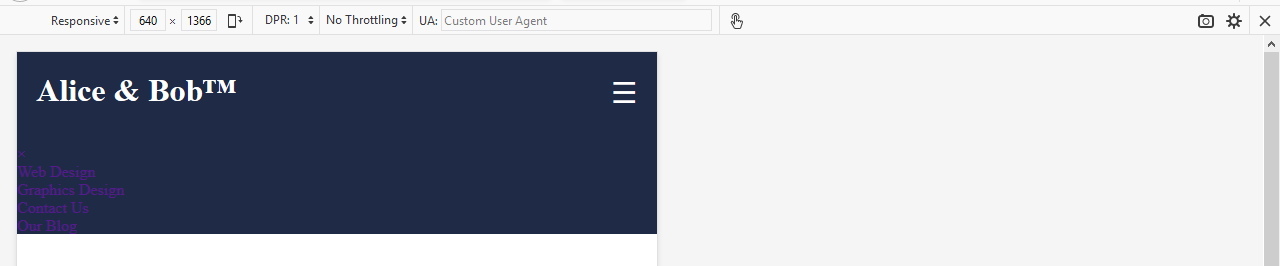 Responsive 640 × 1366 DPR: 1 No Throttling UA: Custom User Agent
Alice & Bob™
×
Web Design
Graphics Design
Contact Us
Our Blog